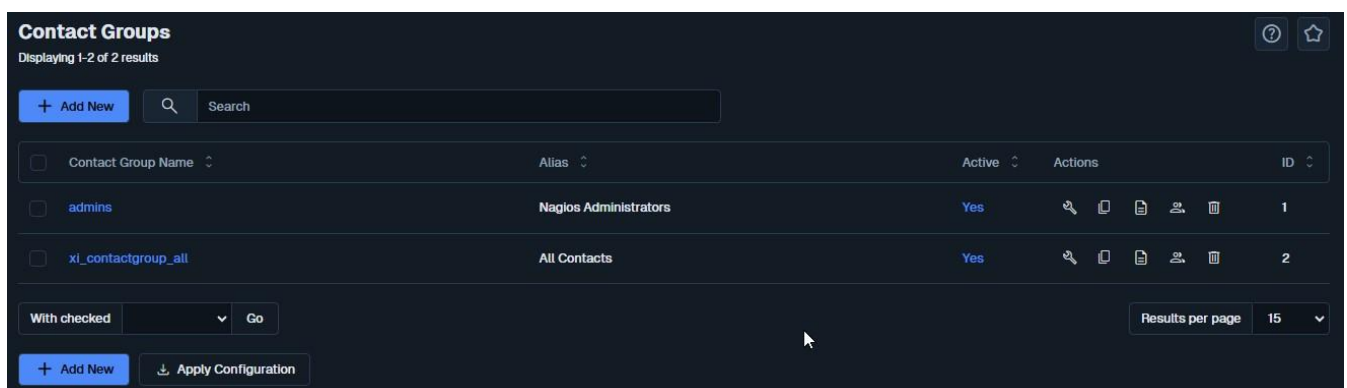 Contact Groups
Displaying 1-2 of 2 results
Add New Search
Contact Group Name Alias Active Actions ID
admins Nagios Administrators Yes 1
xi_contactgroup_all All Contacts Yes 2
With checked Go Results per page 15
Add New Apply Configuration